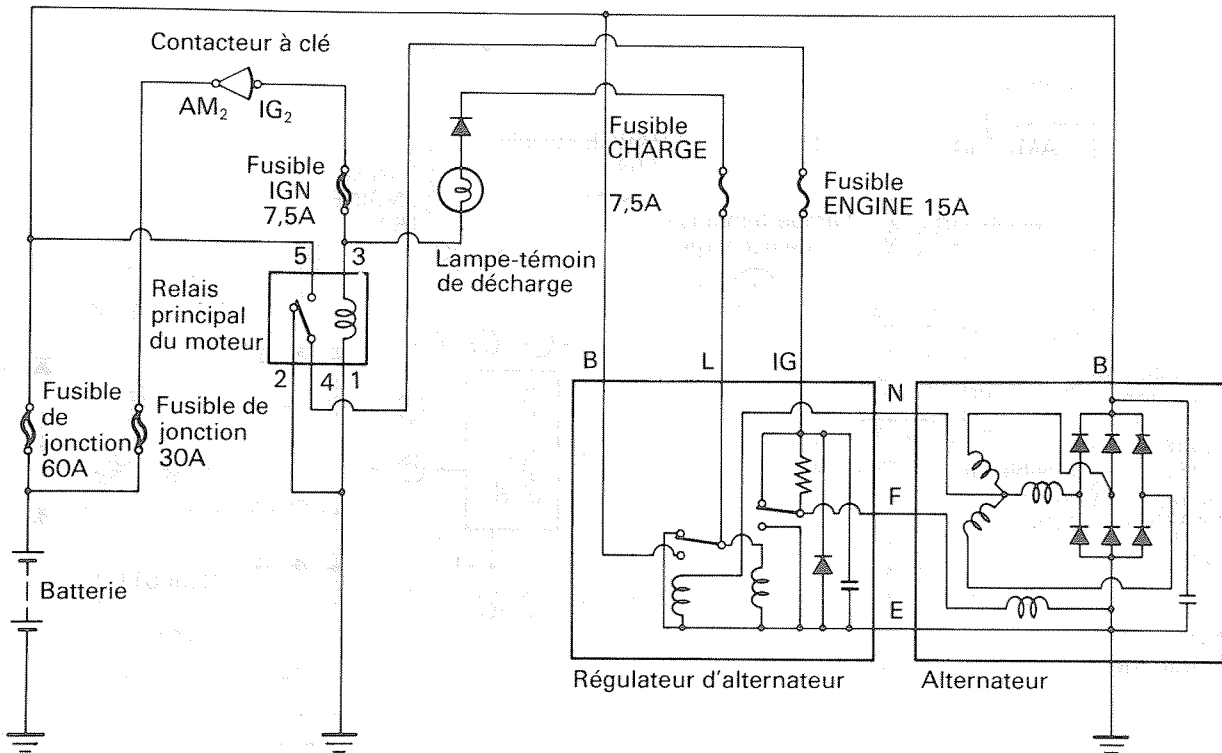 Contacteur à clé
AM2
IG2
Fusible
IGN
7,5A
Fusible
CHARGE
7,5A
Fusible
ENGINE 15A
5
3
Lampe-témoin
de décharge
Relais
principal
du moteur
2
4
1
B
L
IG
N
B
Fusible
de
jonction
60A
Fusible de
jonction
30A
F
E
Batterie
Régulateur d'alternateur
Alternateur